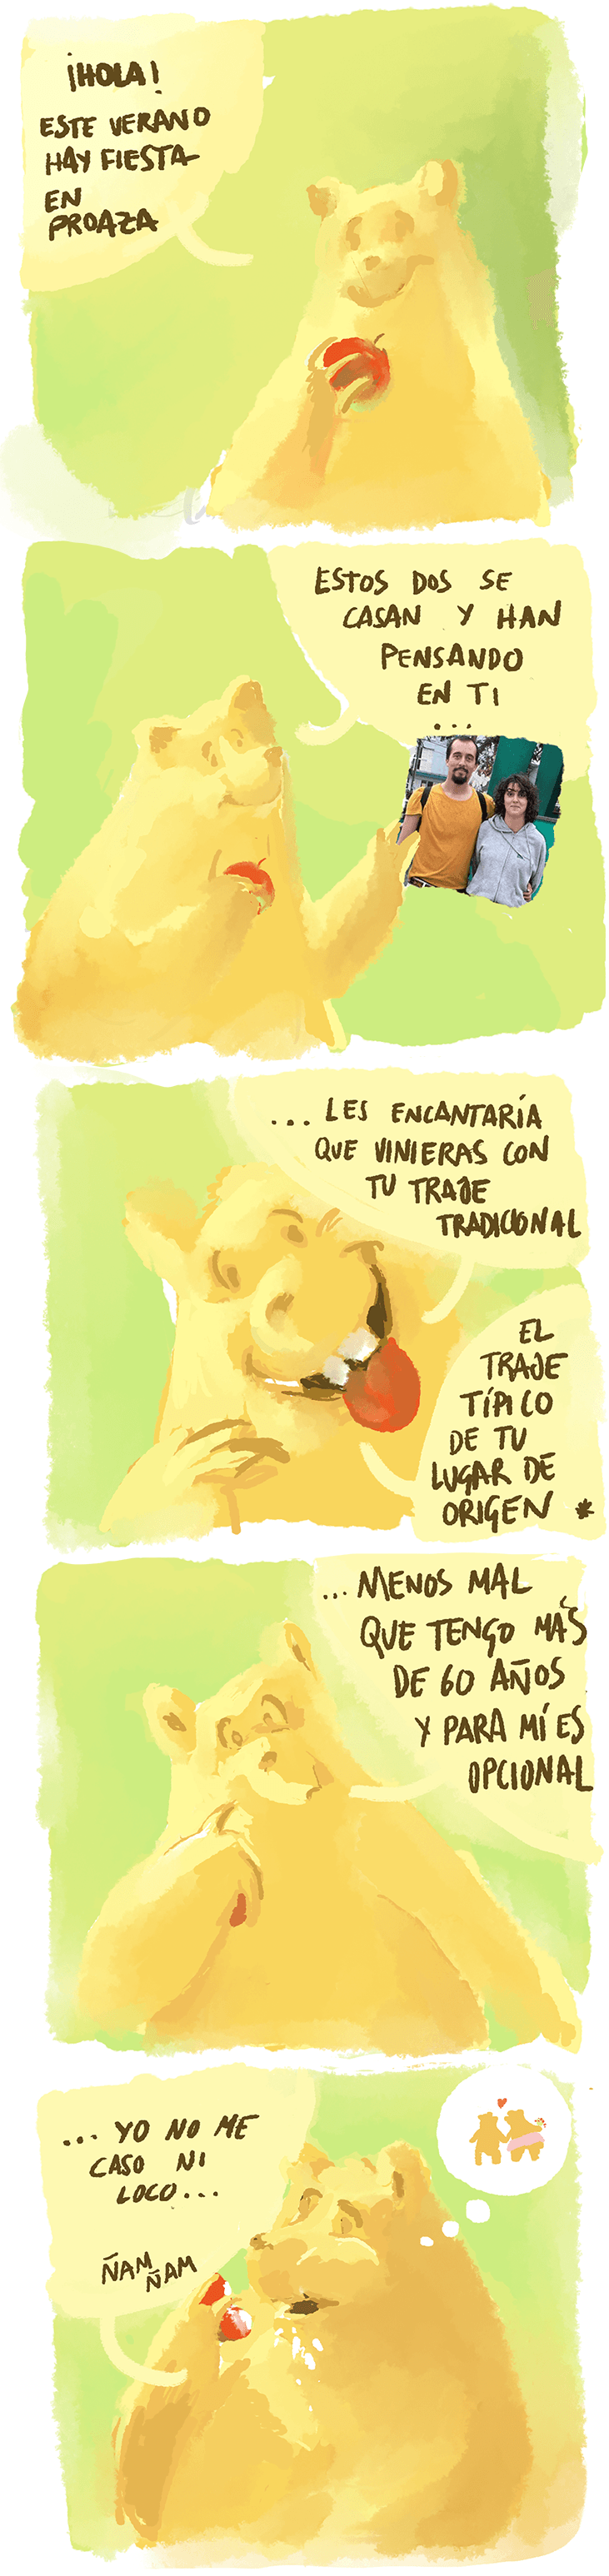 ¡HOLA!
ESTE VERANO
HAY FIESTA
EN
PROAZA
ESTOS DOS SE
CASAN Y HAN
PENSANDO
EN TI
...
... LES ENCANTARÍA
QUE VINIERAS CON
TU TRAJE
TRADICIONAL
EL
TRAJE
TÍPICO
DE TU
LUGAR DE
ORIGEN *
... MENOS MAL
QUE TENGO MÁS
DE 60 AÑOS
Y PARA MÍ ES
OPCIONAL
... YO NO ME
CASO NI
LOCO...
ÑAM
ÑAM